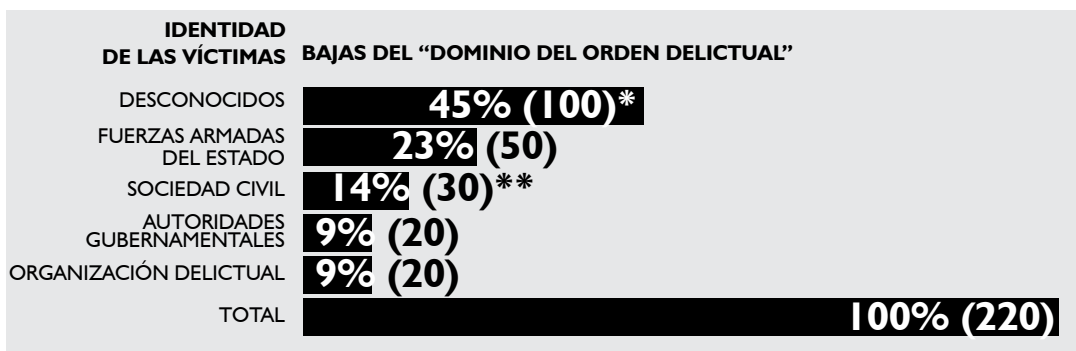 IDENTIDAD
DE LAS VÍCTIMAS BAJAS DEL “DOMINIO DEL ORDEN DELICTUAL”
DESCONOCIDOS 45% (100)*
FUERZAS ARMADAS
DEL ESTADO 23% (50)
SOCIEDAD CIVIL 14% (30)**
AUTORIDADES
GUBERNAMENTALES 9% (20)
ORGANIZACIÓN DELICTUAL 9% (20)
TOTAL 100% (220)